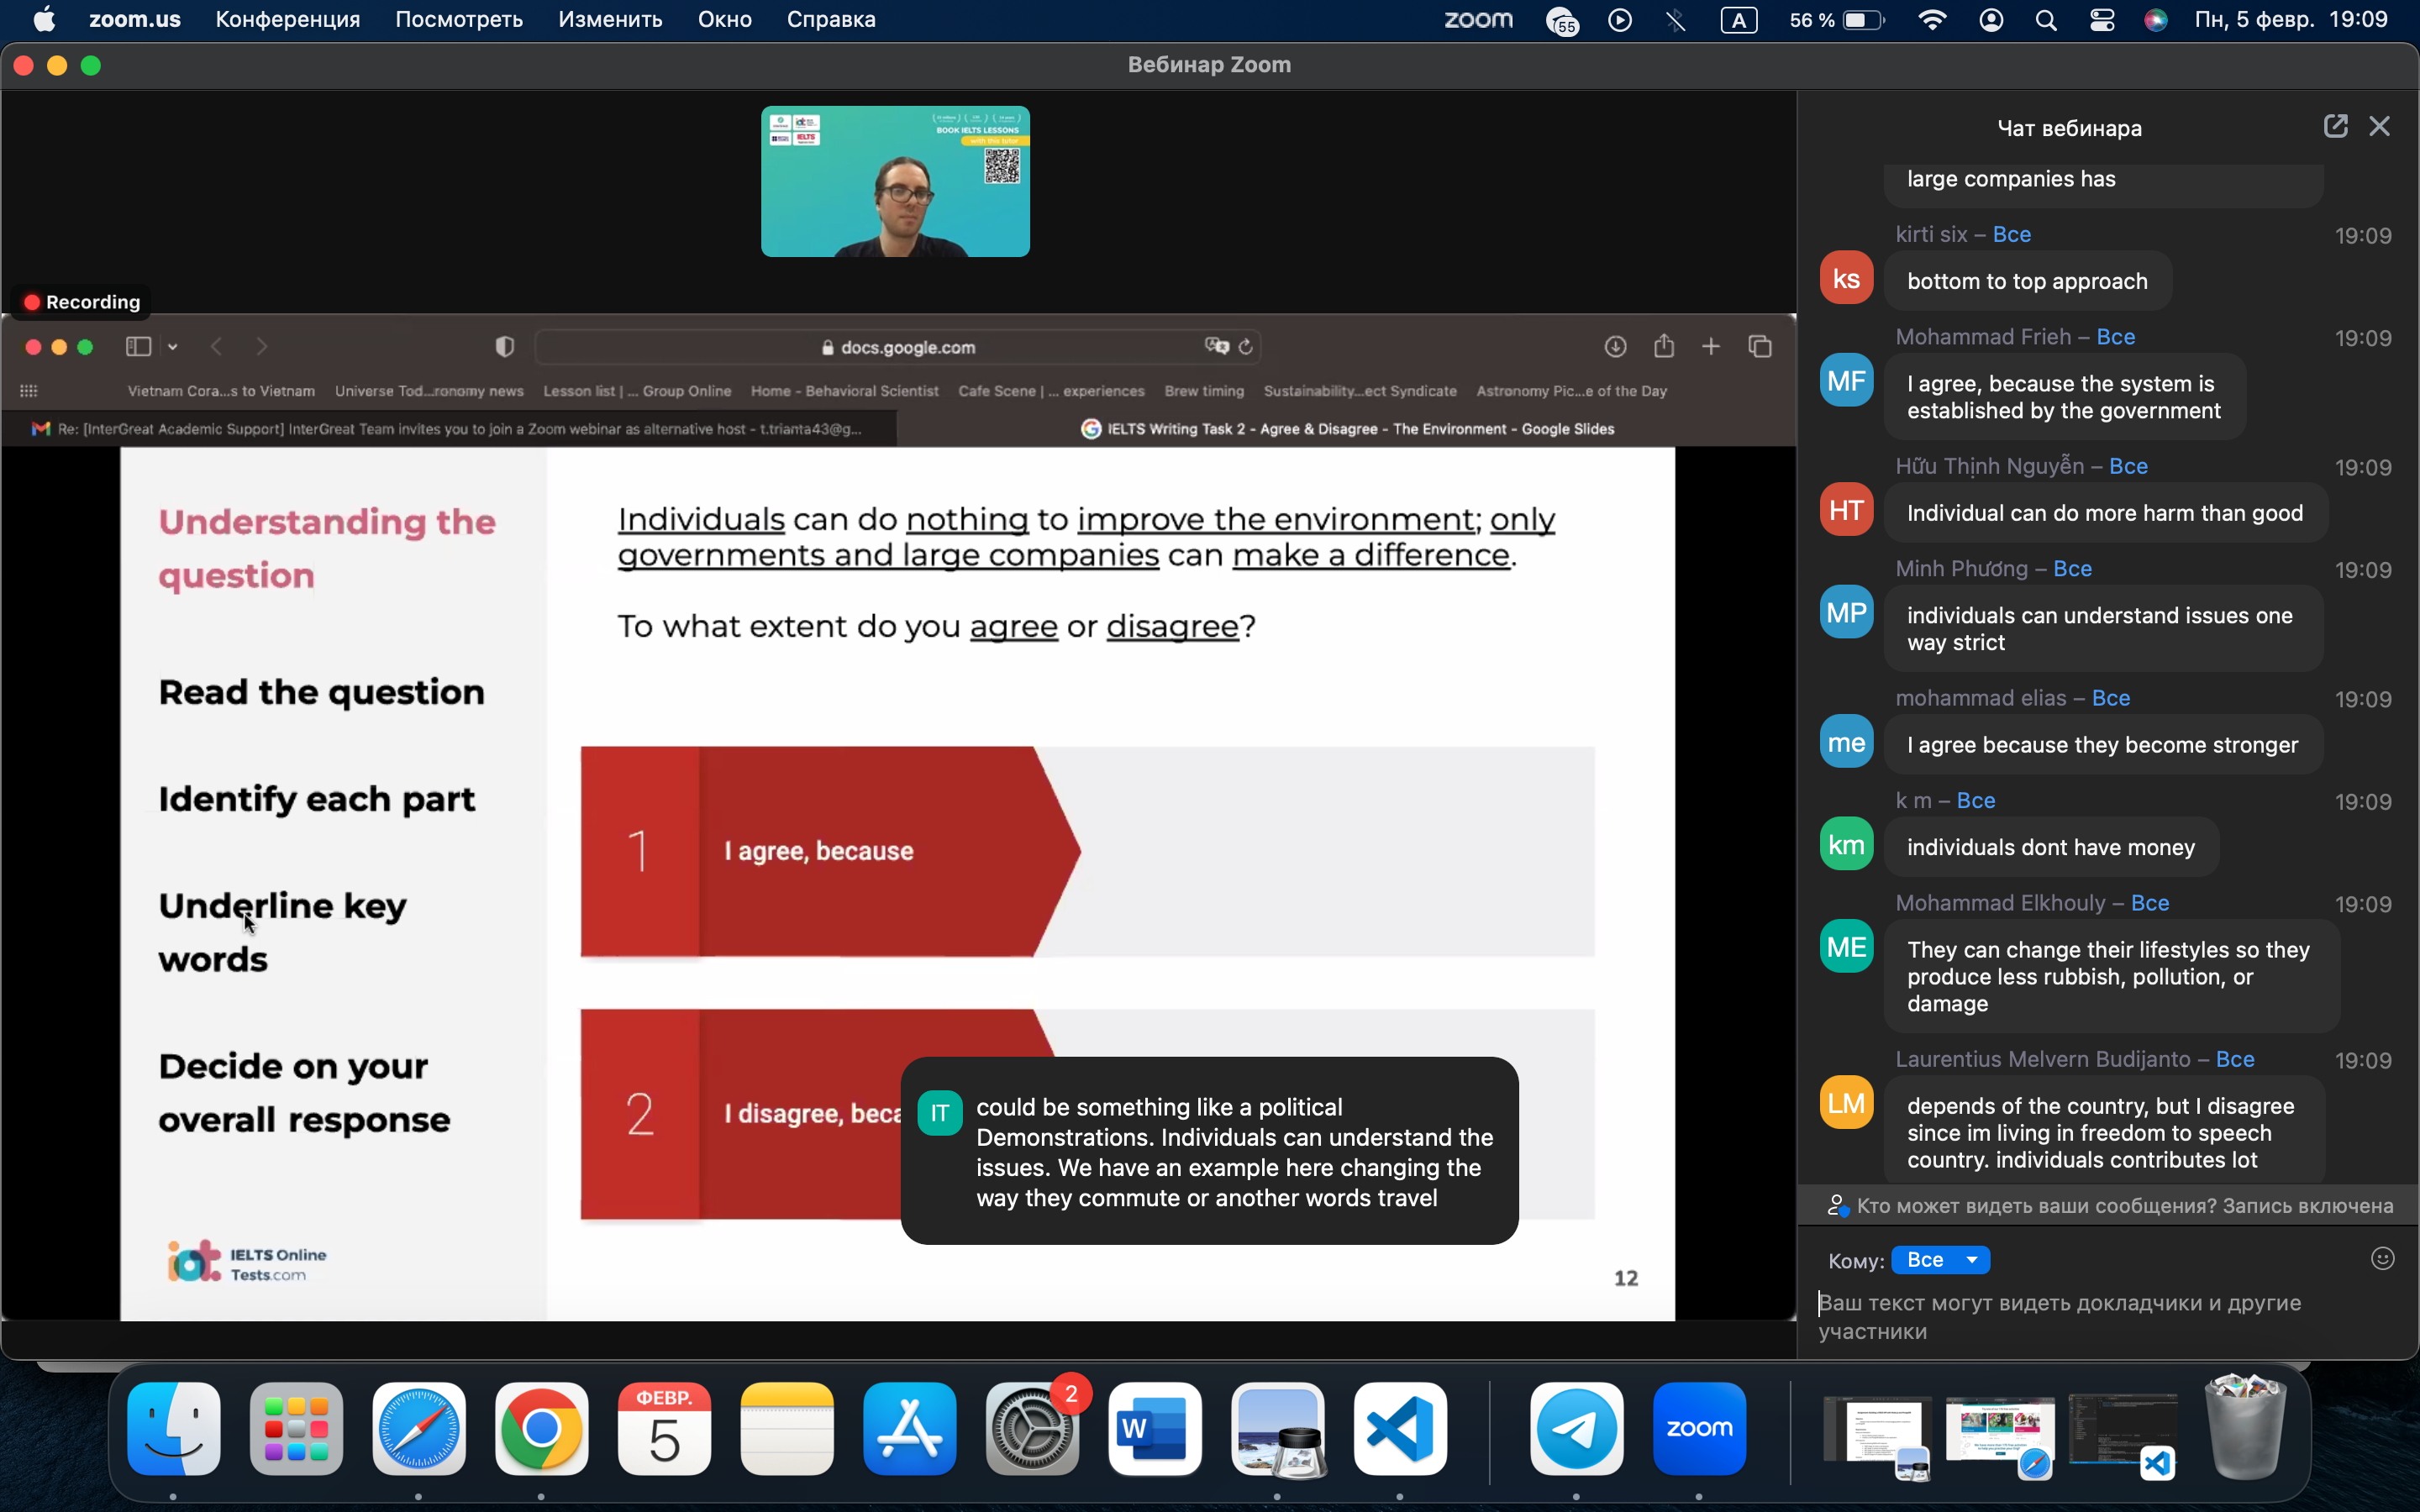 zoom.us Конференция Посмотреть Изменить Окно Справка
zoom 55 A 56 % Пн, 5 февр. 19:09
Вебинар Zoom
BOOK IELTS LESSONS
with this tutor
IELTS
Recording
docs.google.com
Vietnam Cora...s to Vietnam Universe Tod...ronomy news Lesson list | ... Group Online Home - Behavioral Scientist Cafe Scene | ... experiences Brew timing Sustainability...ect Syndicate Astronomy Pic...e of the Day
Re: [InterGreat Academic Support] InterGreat Team invites you to join a Zoom webinar as alternative host - t.trianta43@g...
IELTS Writing Task 2 - Agree & Disagree - The Environment - Google Slides
Understanding the
question
Read the question
Identify each part
Underline key
words
Decide on your
overall response
iot IELTS Online
Tests.com
Individuals can do nothing to improve the environment; only
governments and large companies can make a difference.
To what extent do you agree or disagree?
1 I agree, because
2 I disagree, beca
12
IT could be something like a political
Demonstrations. Individuals can understand the
issues. We have an example here changing the
way they commute or another words travel
Чат вебинара
large companies has
kirti six – Все 19:09
ks bottom to top approach
Mohammad Frieh – Все 19:09
MF I agree, because the system is
established by the government
Hữu Thịnh Nguyễn – Все 19:09
HT Individual can do more harm than good
Minh Phương – Все 19:09
MP individuals can understand issues one
way strict
mohammad elias – Все 19:09
me I agree because they become stronger
k m – Все 19:09
km individuals dont have money
Mohammad Elkhouly – Все 19:09
ME They can change their lifestyles so they
produce less rubbish, pollution, or
damage
Laurentius Melvern Budijanto – Все 19:09
LM depends of the country, but I disagree
since im living in freedom to speech
country. individuals contributes lot
Кто может видеть ваши сообщения? Запись включена
Кому: Все
Ваш текст могут видеть докладчики и другие
участники
ФЕВР.
5
2
W
zoom